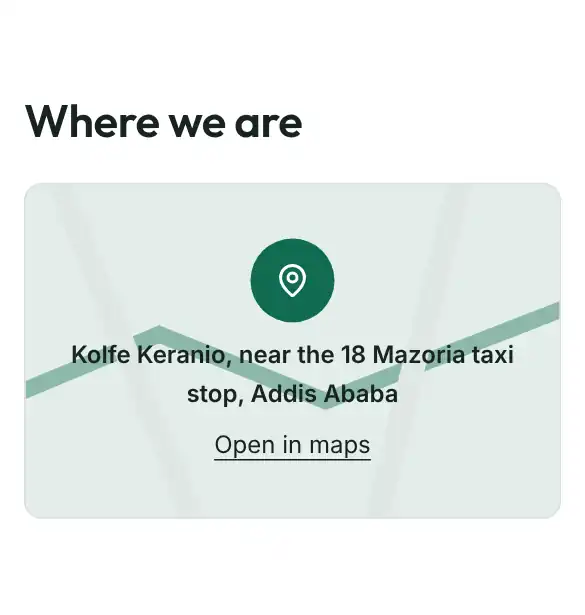 Where we are
Kolfe Keranio, near the 18 Mazoria taxi
stop, Addis Ababa
Open in maps